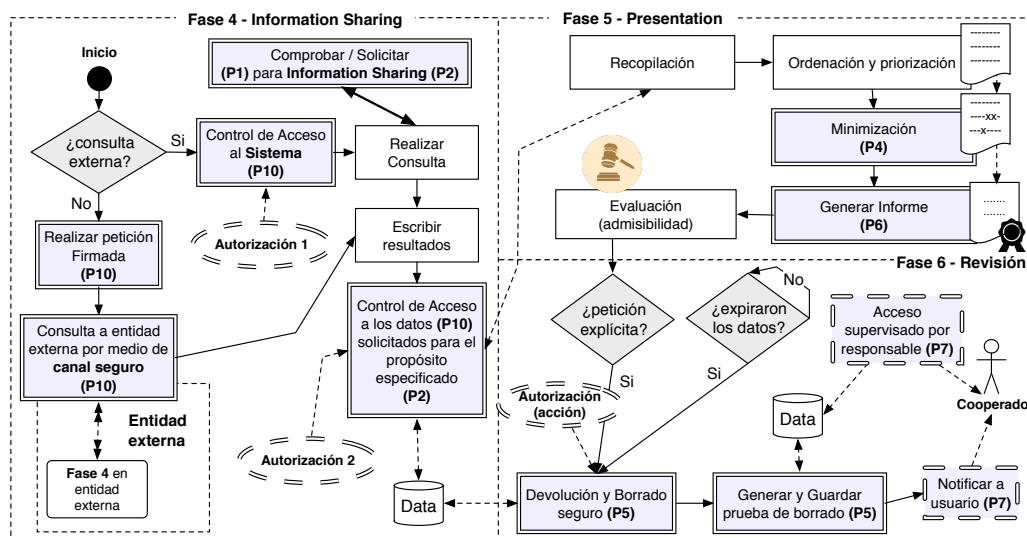 Fase 4 - Information Sharing
Inicio
¿consulta
externa?
Si
No
Comprobar / Solicitar
(P1) para Information Sharing (P2)
Control de Acceso
al Sistema
(P10)
Realizar
Consulta
Autorización 1
Escribir
resultados
Realizar petición
Firmada
(P10)
Consulta a entidad
externa por medio de
canal seguro
(P10)
Control de Acceso
a los datos (P10)
solicitados para el
propósito
especificado
(P2)
Entidad
externa
Autorización 2
Fase 4 en
entidad
externa
Data
Fase 5 - Presentation
Recopilación
Ordenación y priorización
--------
--------
--------
----xx-
---x----
Minimización
(P4)
Evaluación
(admisibilidad)
Generar Informe
(P6)
Fase 6 - Revisión
¿petición
explícita?
Si
¿expiraron
los datos?
No
Si
Acceso
supervisado por
responsable (P7)
Cooperado
Autorización
(acción)
Data
Devolución y Borrado
seguro (P5)
Generar y Guardar
prueba de borrado (P5)
Notificar a
usuario (P7)